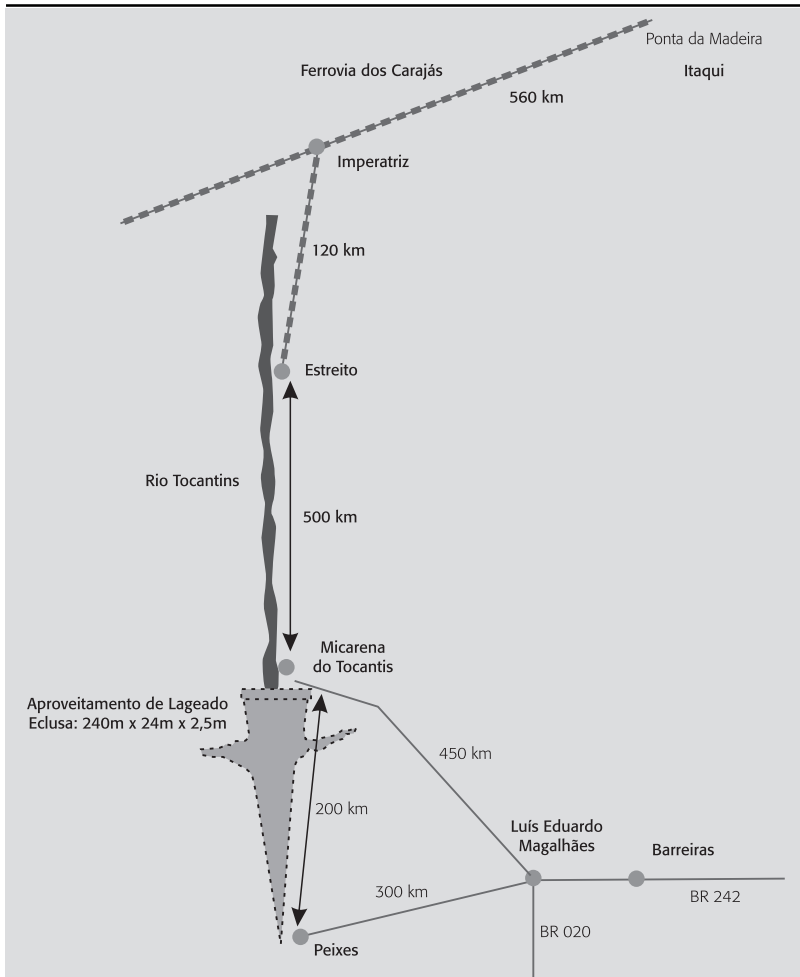 Ponta da Madeira
Ferrovia dos Carajás
Itaqui
560 km
Imperatriz
120 km
Estreito
Rio Tocantins
500 km
Micarena
do Tocantis
Aproveitamento de Lageado
Eclusa: 240m x 24m x 2,5m
450 km
200 km
Luís Eduardo
Magalhães
Barreiras
300 km
BR 242
BR 020
Peixes